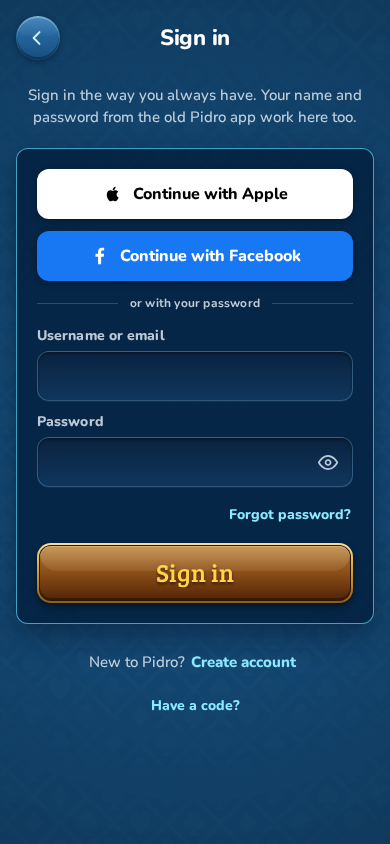 Sign in
Sign in the way you always have. Your name and
password from the old Pidro app work here too.
Continue with Apple
Continue with Facebook
or with your password
Username or email
Password
Forgot password?
Sign in
New to Pidro? Create account
Have a code?